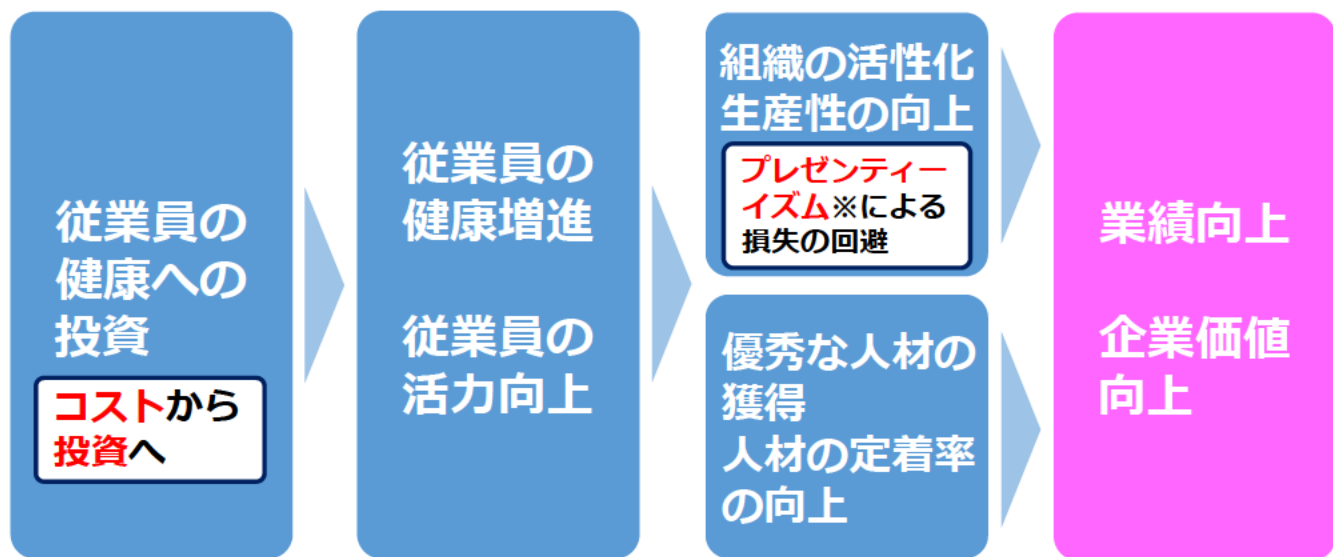 従業員の
健康への
投資
コストから
投資へ
従業員の
健康増進
従業員の
活力向上
組織の活性化
生産性の向上
プレゼンティー
イズム※による
損失の回避
優秀な人材の
獲得
人材の定着率
の向上
業績向上
企業価値
向上